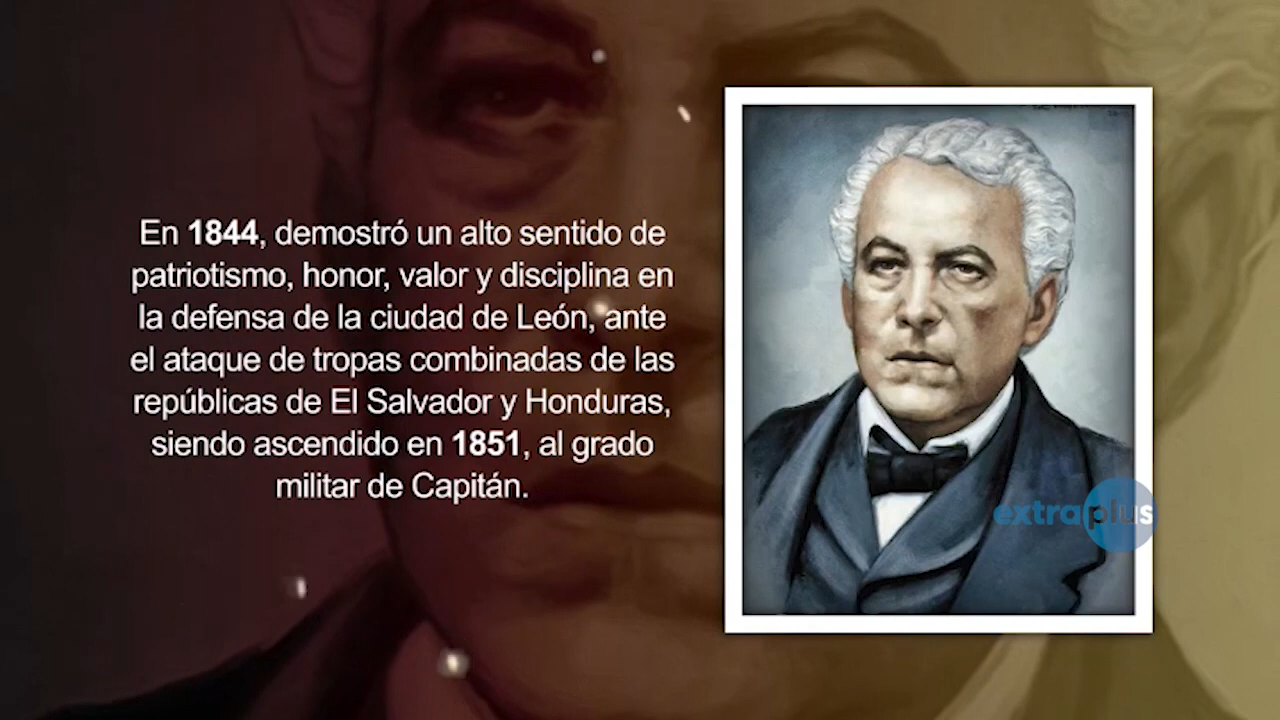 En 1844, demostró un alto sentido de
patriotismo, honor, valor y disciplina en
la defensa de la ciudad de León, ante
el ataque de tropas combinadas de las
repúblicas de El Salvador y Honduras,
siendo ascendido en 1851, al grado
militar de Capitán.
extraplus